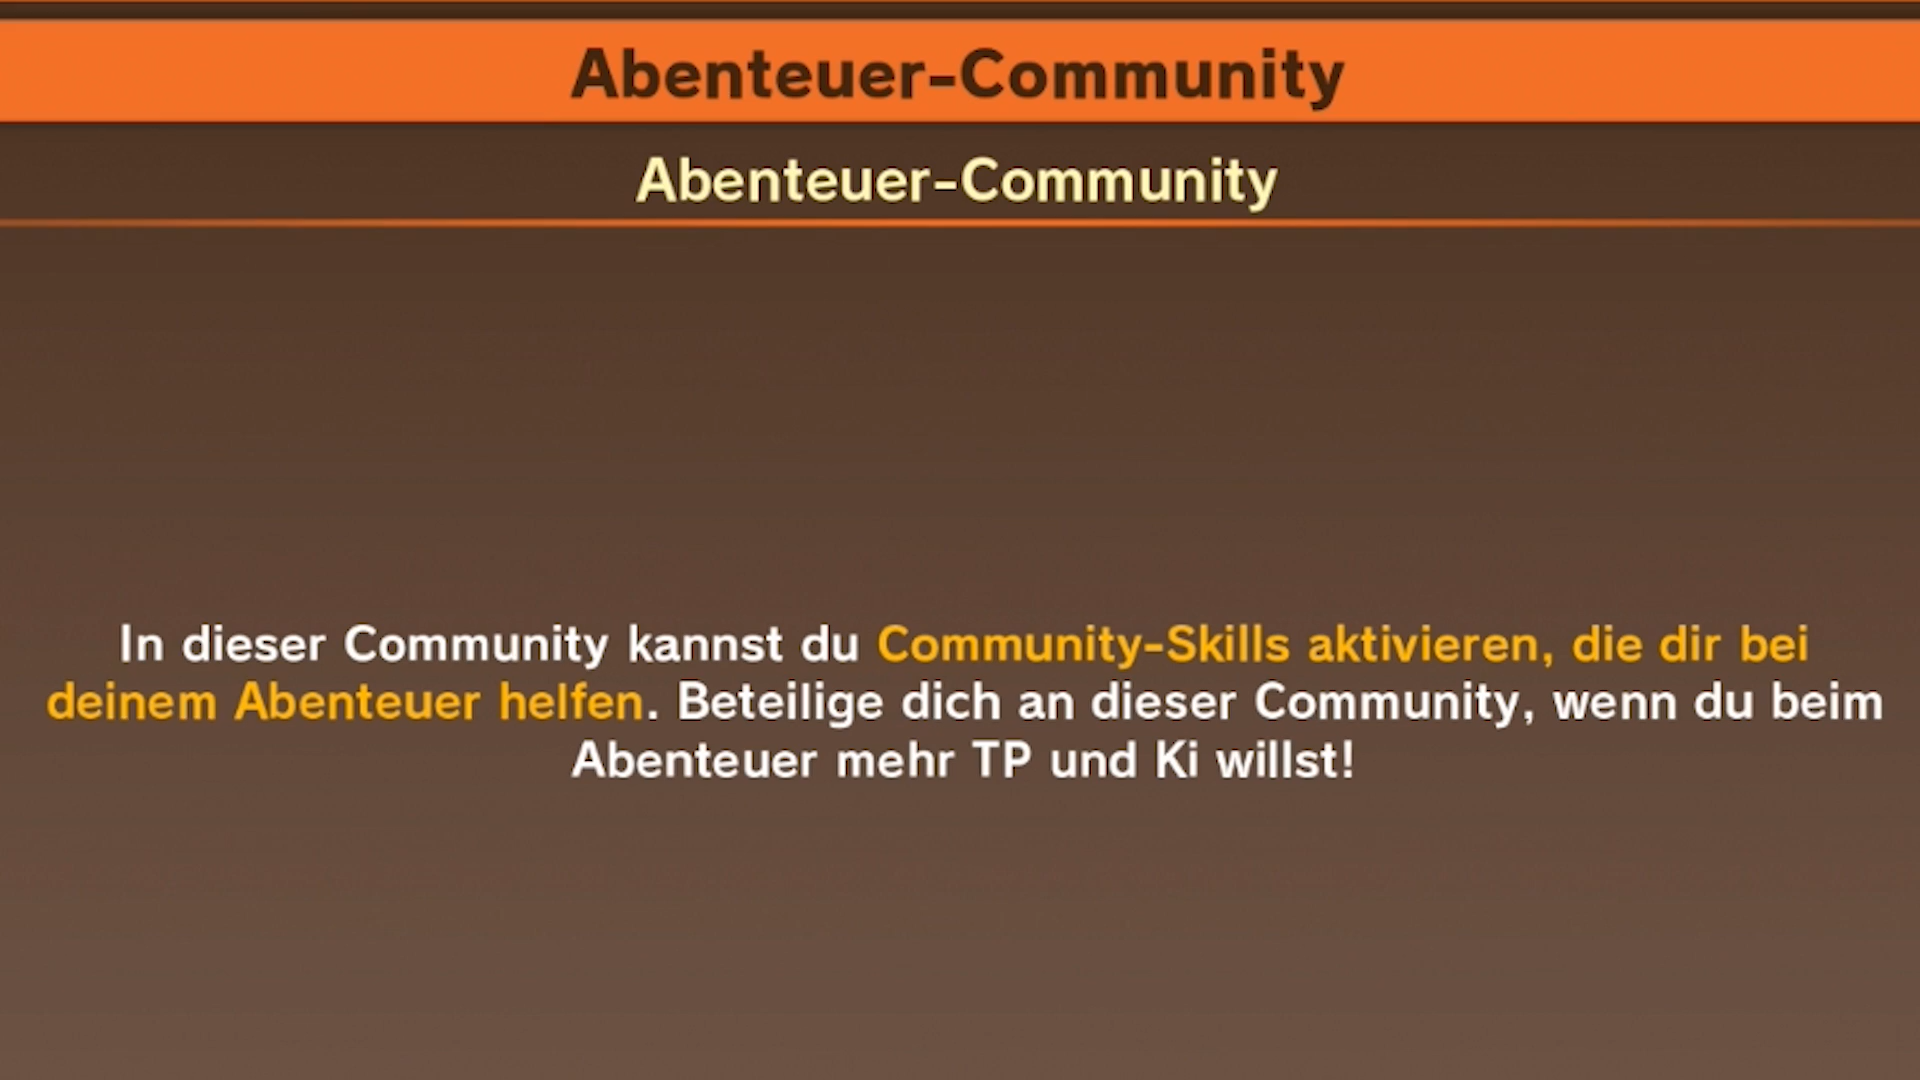 Abenteuer-Community
Abenteuer-Community
In dieser Community kannst du Community-Skills aktivieren, die dir bei
deinem Abenteuer helfen. Beteilige dich an dieser Community, wenn du beim
Abenteuer mehr TP und Ki willst!